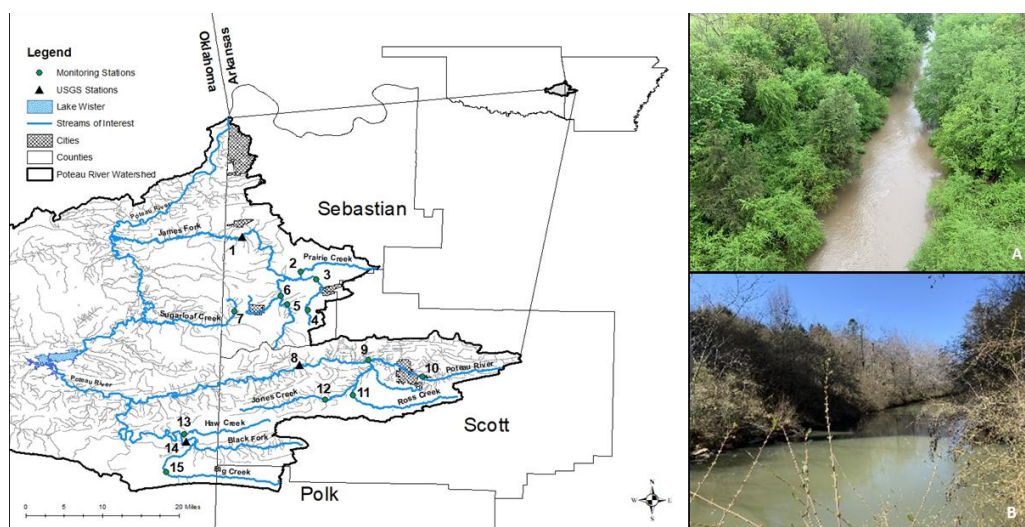 Legend
Monitoring Stations
USGS Stations
Lake Wister
Streams of Interest
Cities
Counties
Poteau River Watershed
Oklahoma
Arkansas
Sebastian
Poteau River
James Fork
1
2
Prairie Creek
3
6
5
4
Sugarloaf Creek
7
8
9
10
Poteau River
Poteau River
Jones Creek
12
11
Ross Creek
Scott
13
Haw Creek
14
Black Fork
15
Big Creek
Polk
0 5 10 20 Miles
N
W E
S
A
B